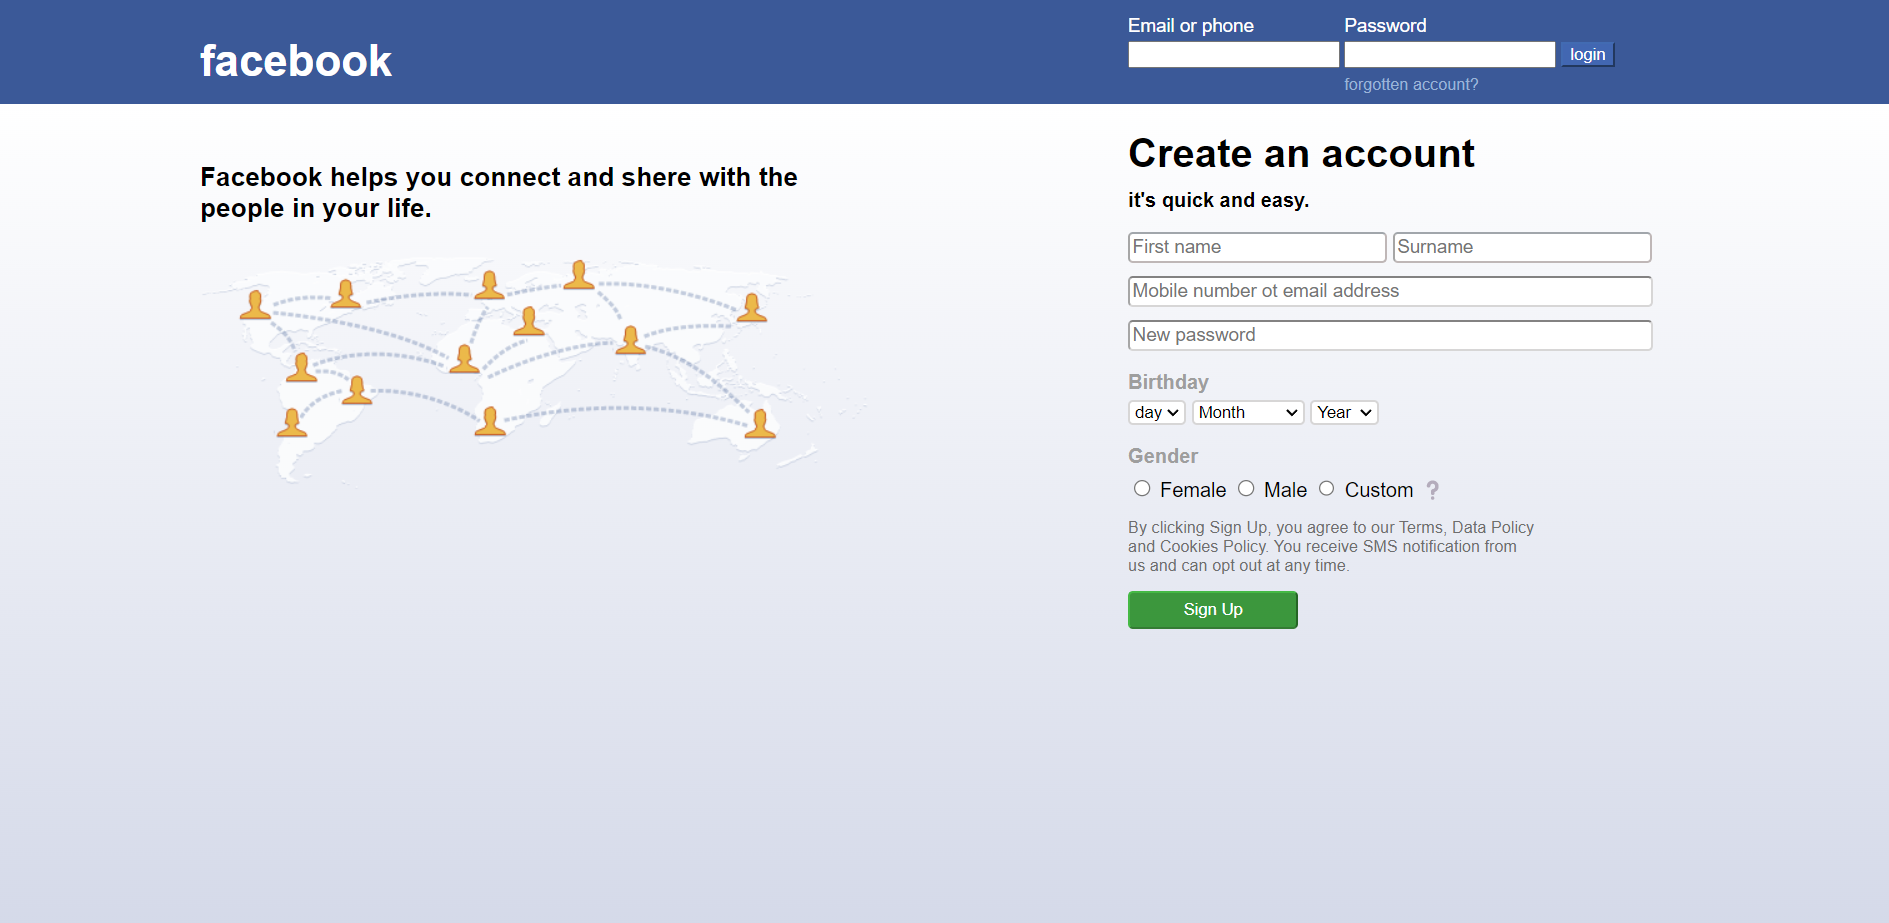 facebook
Email or phone
Password
login
forgotten account?
Facebook helps you connect and shere with the
people in your life.
Create an account
it's quick and easy.
First name
Surname
Mobile number ot email address
New password
Birthday
day
Month
Year
Gender
Female
Male
Custom
?
By clicking Sign Up, you agree to our Terms, Data Policy
and Cookies Policy. You receive SMS notification from
us and can opt out at any time.
Sign Up